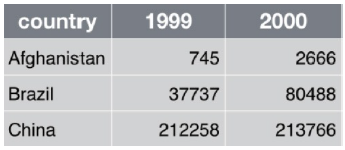 country 1999 2000
Afghanistan 745 2666
Brazil 37737 80488
China 212258 213766